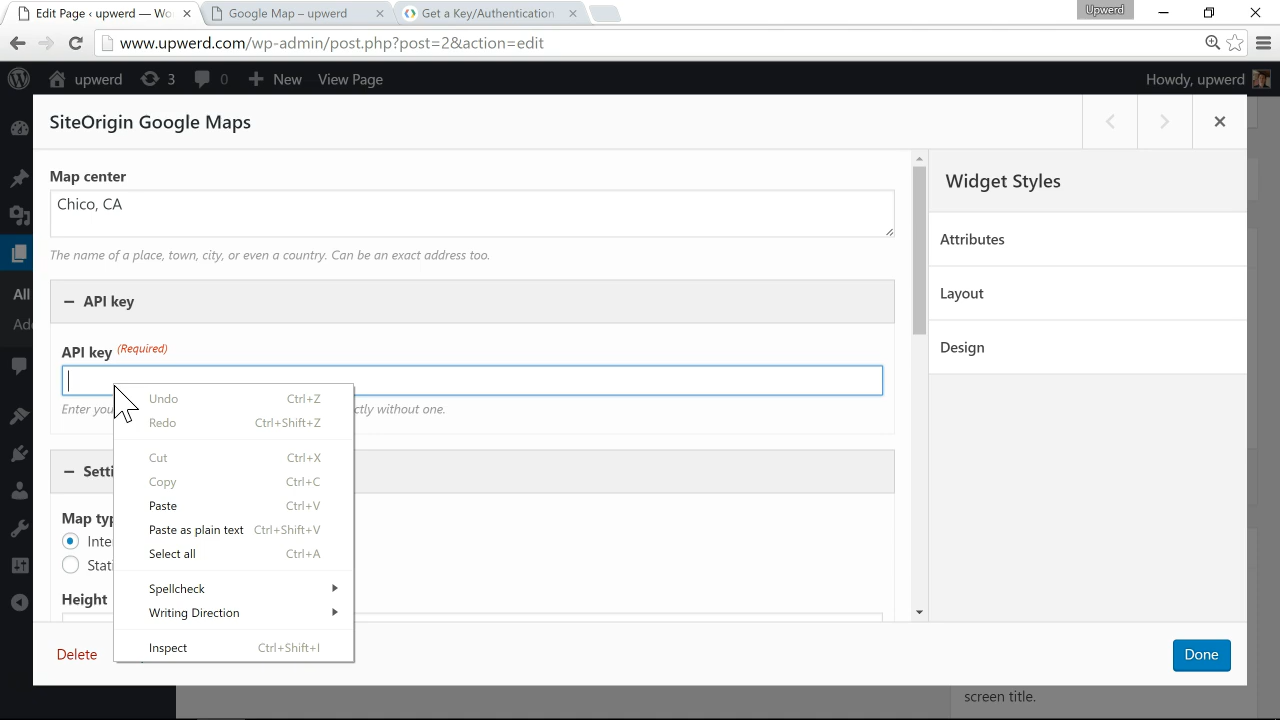 Edit Page ‹ upwerd — Wo
Google Map – upwerd
Get a Key/Authentication
Upwerd
www.upwerd.com/wp-admin/post.php?post=2&action=edit
upwerd
3
0
New
View Page
Howdy, upwerd
SiteOrigin Google Maps
Map center
Chico, CA
The name of a place, town, city, or even a country. Can be an exact address too.
API key
API key (Required)
Enter you
ctly without one.
Setti
Map typ
Inte
Stati
Height
Undo Ctrl+Z
Redo Ctrl+Shift+Z
Cut Ctrl+X
Copy Ctrl+C
Paste Ctrl+V
Paste as plain text Ctrl+Shift+V
Select all Ctrl+A
Spellcheck
Writing Direction
Inspect Ctrl+Shift+I
Widget Styles
Attributes
Layout
Design
All
Add
Delete
Done
screen title.